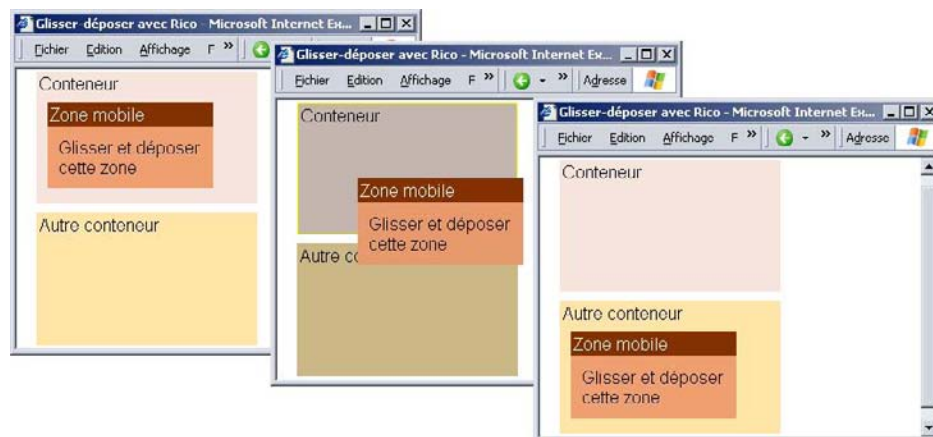 Glisser-déposer avec Rico - Microsoft Internet Ex...
Fichier Edition Affichage F »
Conteneur
Zone mobile
Glisser et déposer
cette zone
Autre conteneur
Glisser-déposer avec Rico - Microsoft Internet Ex...
Fichier Edition Affichage F » » Adresse
Conteneur
Zone mobile
Glisser et déposer
cette zone
Autre co
Glisser-déposer avec Rico - Microsoft Internet Ex...
Fichier Edition Affichage F » » Adresse
Conteneur
Autre conteneur
Zone mobile
Glisser et déposer
cette zone